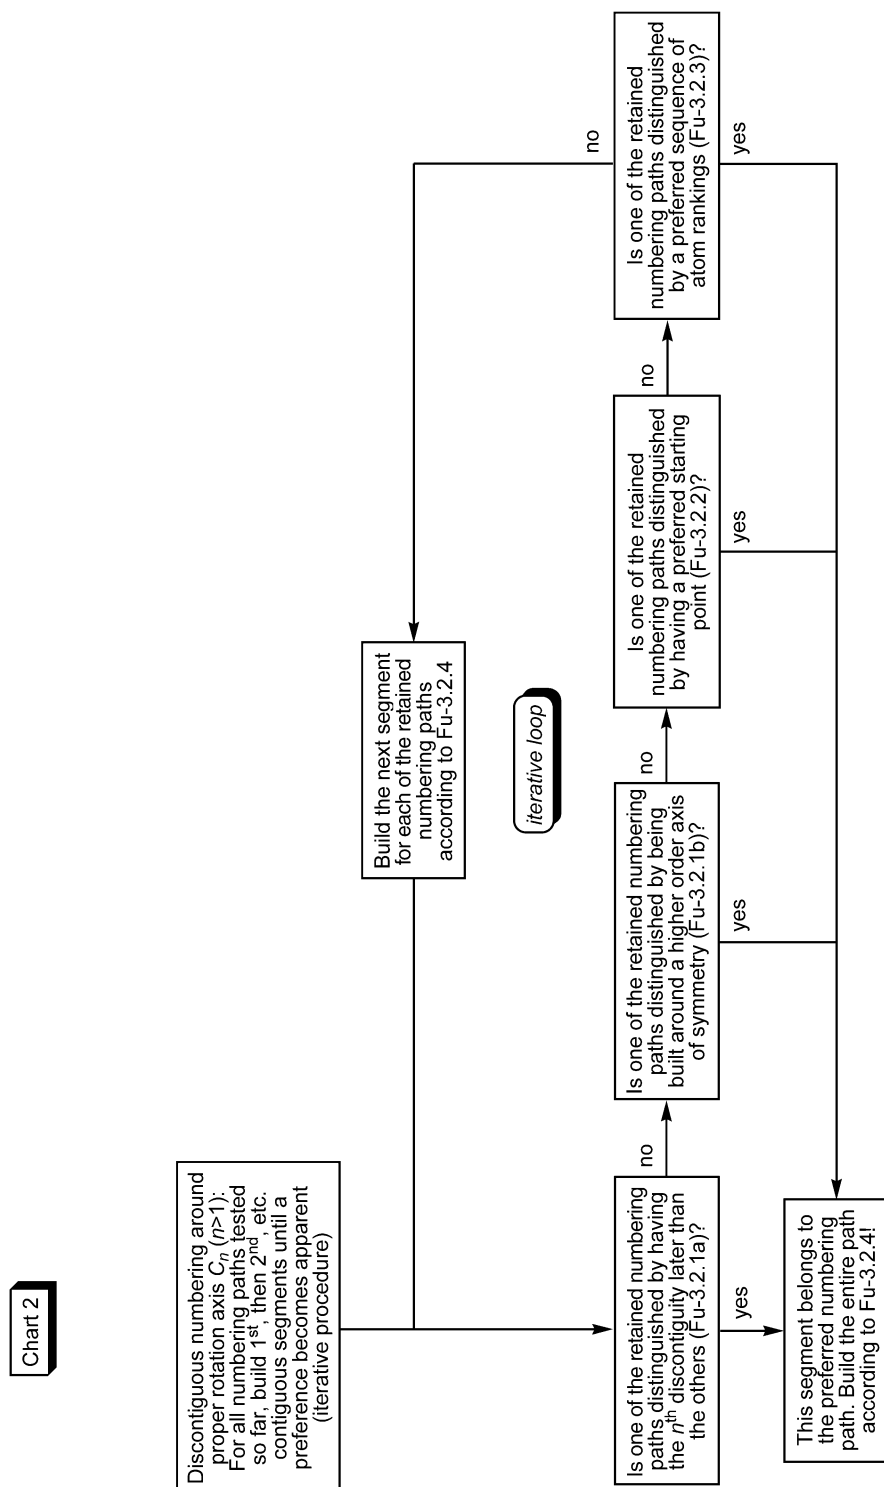 Chart 2
Discontiguous numbering around
proper rotation axis Cn (n>1):
For all numbering paths tested
so far, build 1st, then 2nd, etc.
contiguous segments until a
preference becomes apparent
(iterative procedure)
Build the next segment
for each of the retained
numbering paths
according to Fu-3.2.4
iterative loop
Is one of the retained numbering
paths distinguished by having
the nth discontiguity later than
the others (Fu-3.2.1a)?
no
yes
Is one of the retained numbering
paths distinguished by being
built around a higher order axis
of symmetry (Fu-3.2.1b)?
no
yes
Is one of the retained
numbering paths distinguished
by having a preferred starting
point (Fu-3.2.2)?
no
yes
Is one of the retained
numbering paths distinguished
by a preferred sequence of
atom rankings (Fu-3.2.3)?
no
yes
This segment belongs to
the preferred numbering
path. Build the entire path
according to Fu-3.2.4!